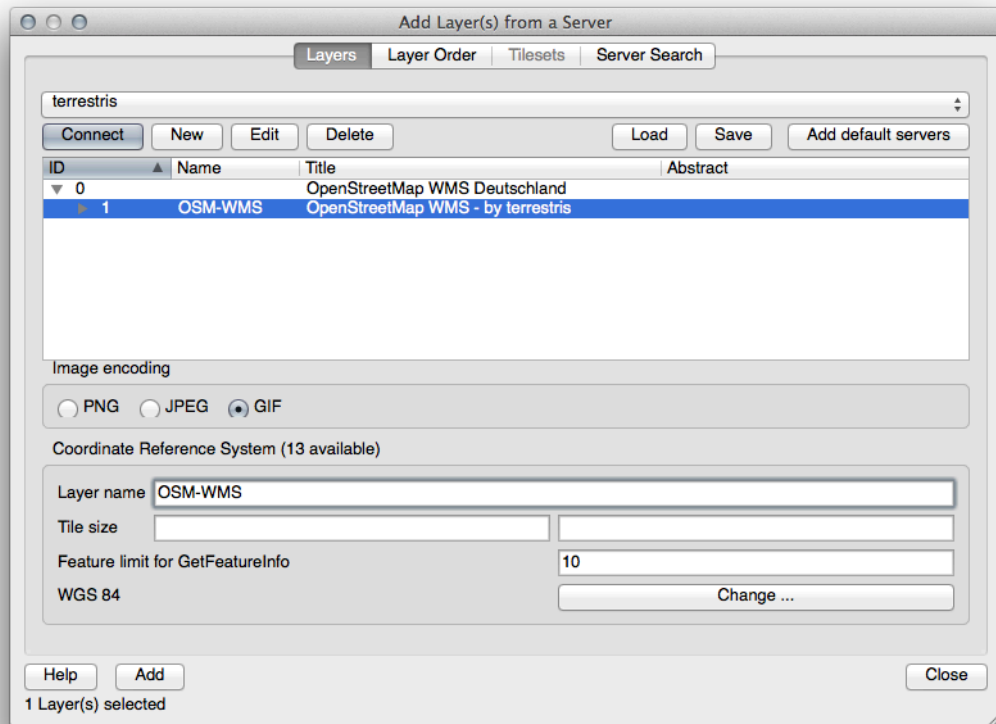 Add Layer(s) from a Server
Layers Layer Order Tilesets Server Search
terrestris
Connect New Edit Delete Load Save Add default servers
ID Name Title Abstract
0 OpenStreetMap WMS Deutschland
1 OSM-WMS OpenStreetMap WMS - by terrestris
Image encoding
PNG JPEG GIF
Coordinate Reference System (13 available)
Layer name OSM-WMS
Tile size
Feature limit for GetFeatureInfo 10
WGS 84 Change ...
Help Add Close
1 Layer(s) selected